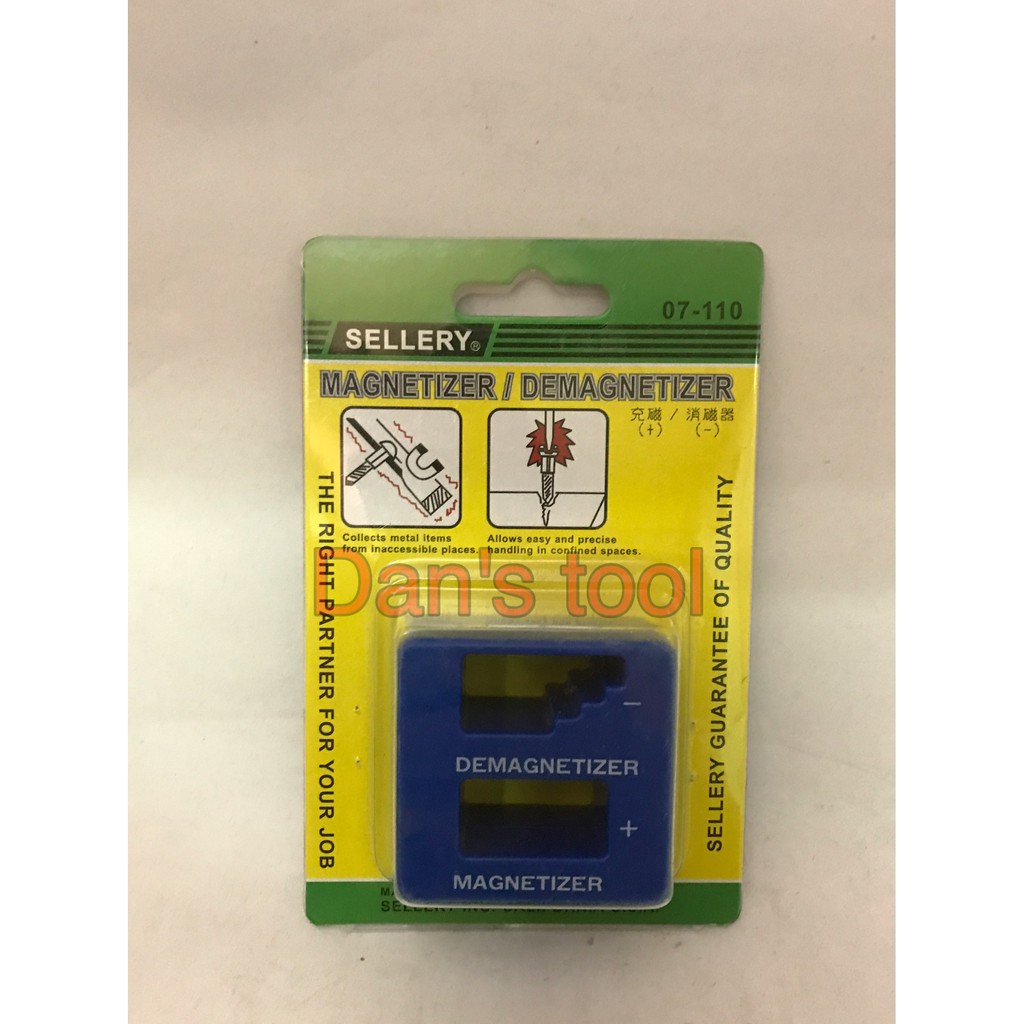 07-110
SELLERY®
MAGNETIZER / DEMAGNETIZER
充磁 / 消磁器
(+) (-)
Collects metal items
from inaccessible places.
Allows easy and precise
handling in confined spaces.
THE RIGHT PARTNER FOR YOUR JOB
SELLERY GUARANTEE OF QUALITY
Dan's tool
−
DEMAGNETIZER
+
MAGNETIZER